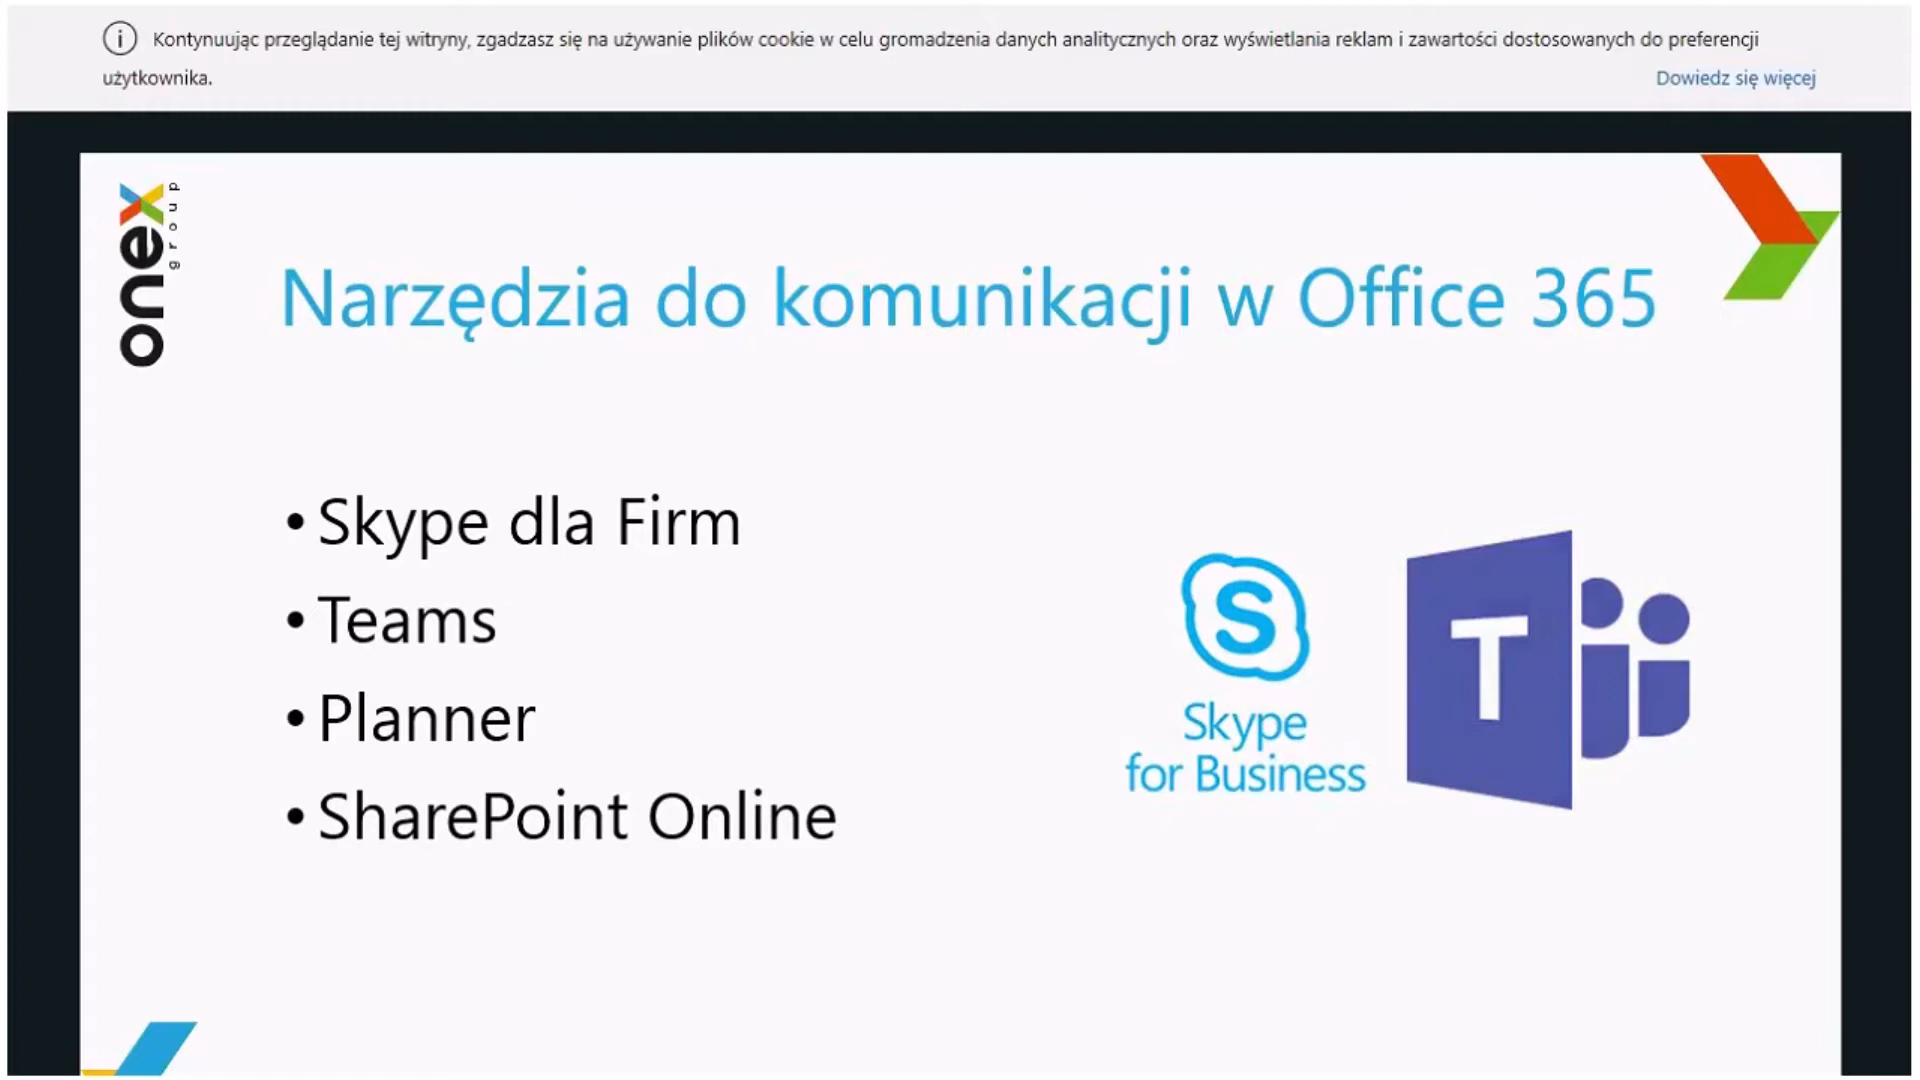 Kontynuując przeglądanie tej witryny, zgadzasz się na używanie plików cookie w celu gromadzenia danych analitycznych oraz wyświetlania reklam i zawartości dostosowanych do preferencji
użytkownika.
Dowiedz się więcej
onex
group
Narzędzia do komunikacji w Office 365
• Skype dla Firm
• Teams
• Planner
• SharePoint Online
S
Skype
for Business
T